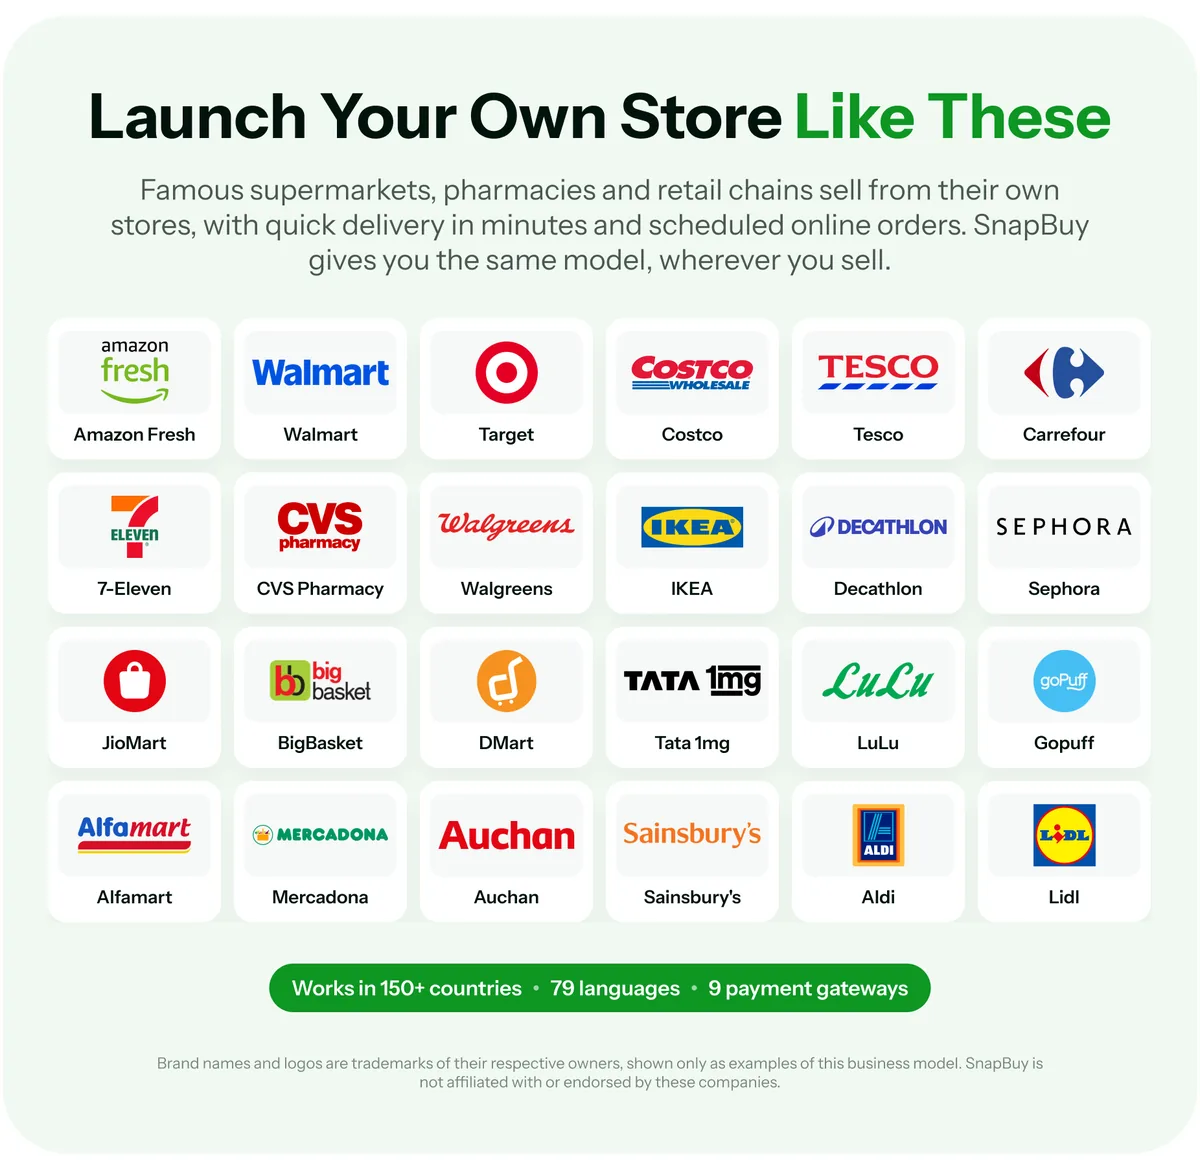 Launch Your Own Store Like These
Famous supermarkets, pharmacies and retail chains sell from their own
stores, with quick delivery in minutes and scheduled online orders. SnapBuy
gives you the same model, wherever you sell.
amazon
fresh
Amazon Fresh
Walmart
Walmart
Target
COSTCO
WHOLESALE
Costco
TESCO
Tesco
Carrefour
7
ELEVEN
7-Eleven
CVS
pharmacy
CVS Pharmacy
Walgreens
Walgreens
IKEA
IKEA
DECATHLON
Decathlon
SEPHORA
Sephora
JioMart
bb
big
basket
BigBasket
DMart
TATA 1mg
Tata 1mg
LuLu
LuLu
goPuff
Gopuff
Alfamart
Alfamart
MERCADONA
Mercadona
Auchan
Auchan
Sainsbury's
Sainsbury's
ALDI
Aldi
LIDL
Lidl
Works in 150+ countries • 79 languages • 9 payment gateways
Brand names and logos are trademarks of their respective owners, shown only as examples of this business model. SnapBuy is
not affiliated with or endorsed by these companies.